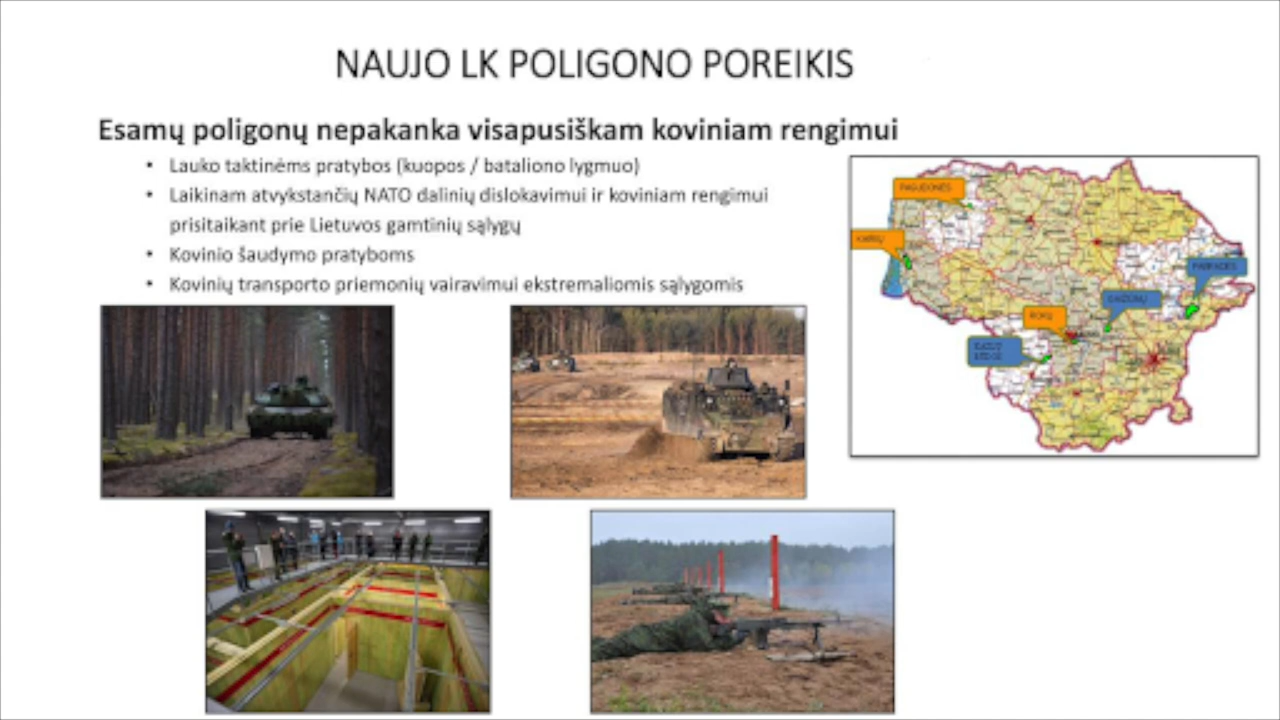 NAUJO LK POLIGONO POREIKIS
Esamų poligonų nepakanka visapusiškam koviniam rengimui
• Lauko taktinėms pratybos (kuopos / bataliono lygmuo)
• Laikinam atvykstančių NATO dalinių dislokavimui ir koviniam rengimui
prisitaikant prie Lietuvos gamtinių sąlygų
• Kovinio šaudymo pratyboms
• Kovinių transporto priemonių vairavimui ekstremaliomis sąlygomis
PAGUDONĖS
KAIRIŲ
PABRADĖS
GAIŽIŪNŲ
ROKŲ